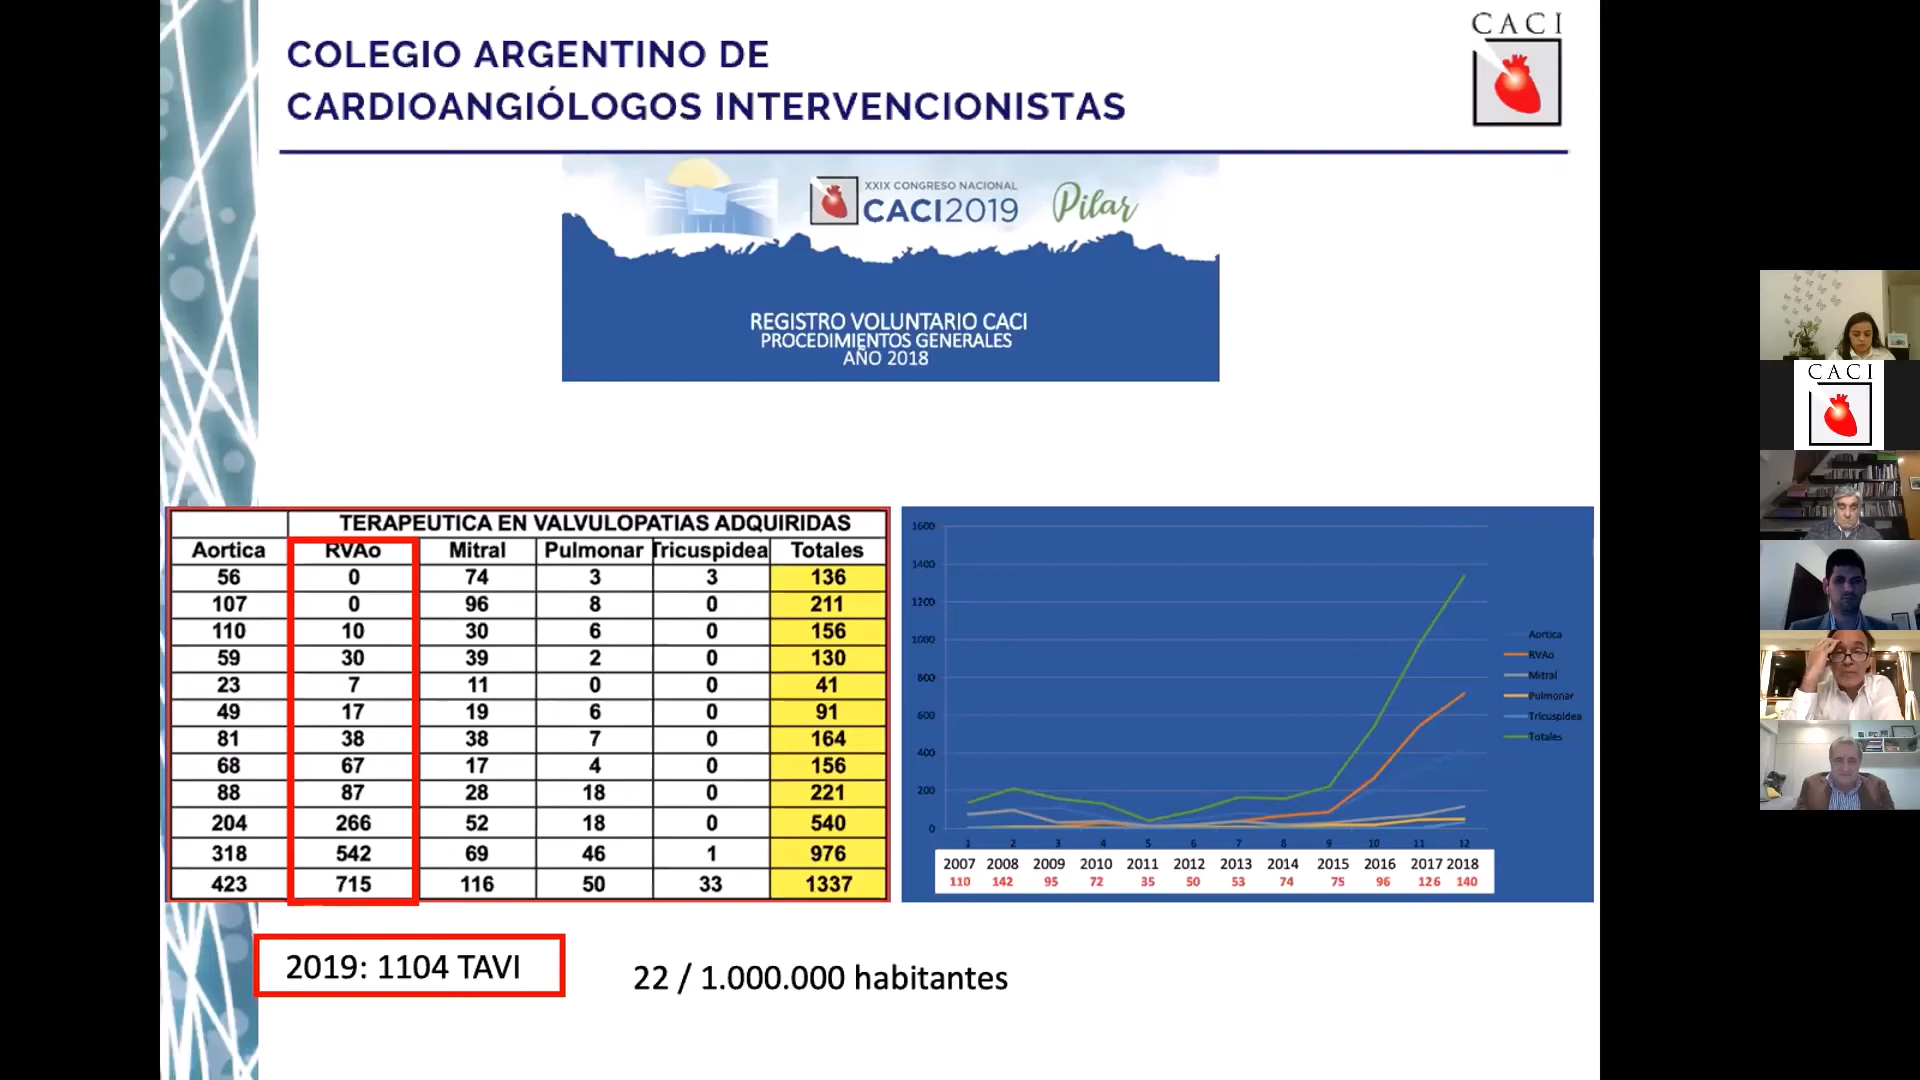 CACI
COLEGIO ARGENTINO DE
CARDIOANGIÓLOGOS INTERVENCIONISTAS
XXIX CONGRESO NACIONAL
CACI2019
Pilar
REGISTRO VOLUNTARIO CACI
PROCEDIMIENTOS GENERALES
AÑO 2018
TERAPEUTICA EN VALVULOPATIAS ADQUIRIDAS
Aortica RVAo Mitral Pulmonar Tricuspidea Totales
56 0 74 3 3 136
107 0 96 8 0 211
110 10 30 6 0 156
59 30 39 2 0 130
23 7 11 0 0 41
49 17 19 6 0 91
81 38 38 7 0 164
68 67 17 4 0 156
88 87 28 18 0 221
204 266 52 18 0 540
318 542 69 46 1 976
423 715 116 50 33 1337
1600
1400
1200
1000
800
600
400
200
0
1 2 3 4 5 6 7 8 9 10 11 12
2007 2008 2009 2010 2011 2012 2013 2014 2015 2016 2017 2018
110 142 95 72 35 50 53 74 75 96 126 140
Aortica
RVAo
Mitral
Pulmonar
Tricuspidea
Totales
2019: 1104 TAVI
22 / 1.000.000 habitantes
CACI